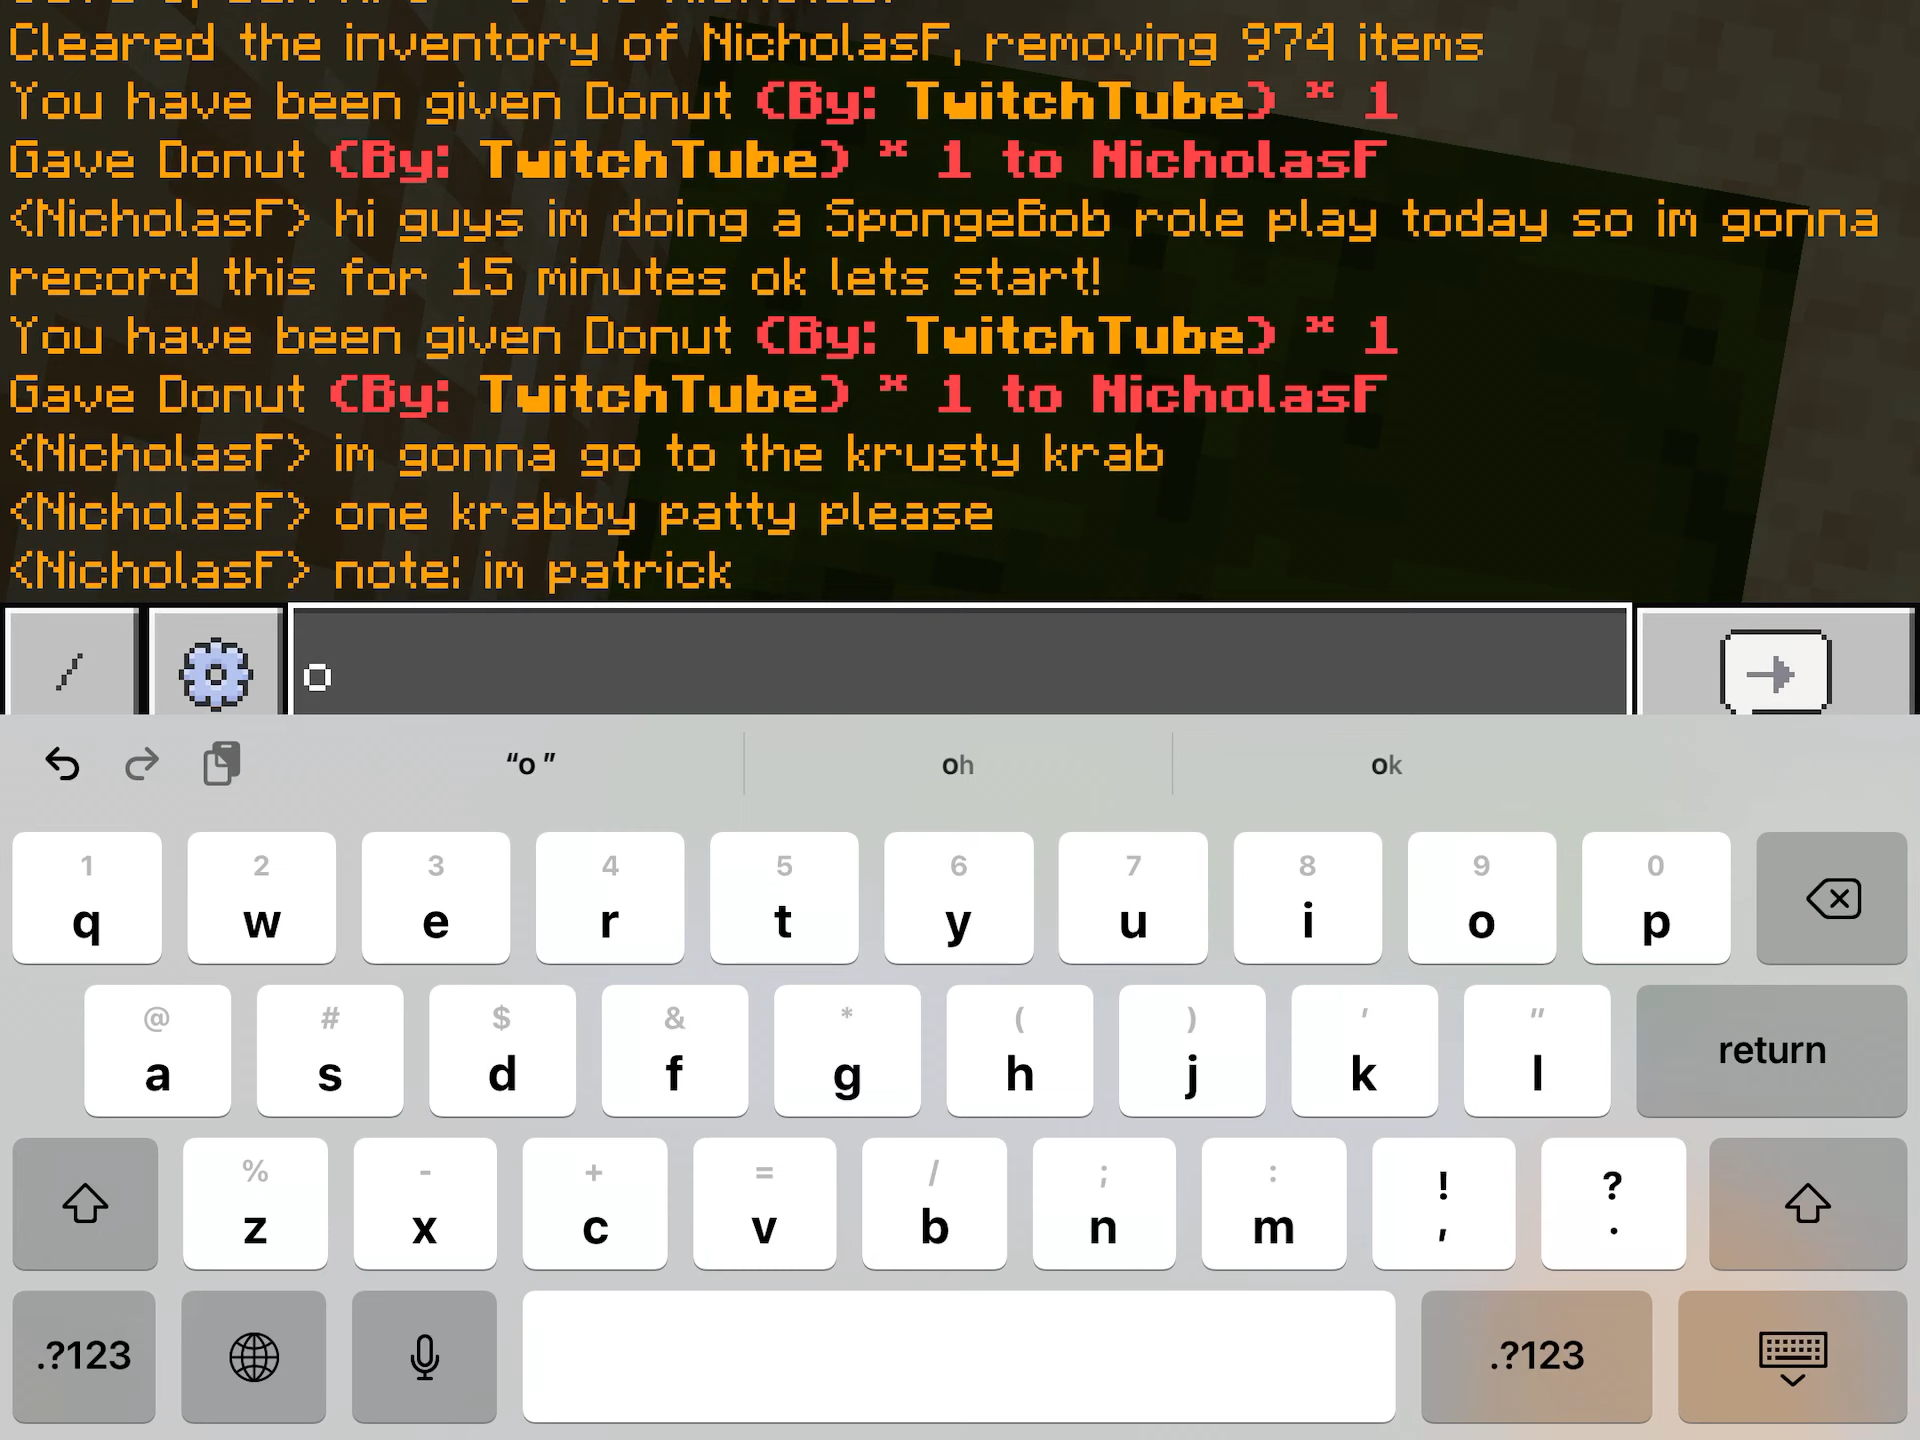 Cleared the inventory of NicholasF, removing 974 items
You have been given Donut (By: TwitchTube) * 1
Gave Donut (By: TwitchTube) * 1 to NicholasF
<NicholasF> hi guys im doing a SpongeBob role play today so im gonna
record this for 15 minutes ok lets start!
You have been given Donut (By: TwitchTube) * 1
Gave Donut (By: TwitchTube) * 1 to NicholasF
<NicholasF> im gonna go to the krusty krab
<NicholasF> one krabby patty please
<NicholasF> note: im patrick
/ o
“o ” oh ok
1 2 3 4 5 6 7 8 9 0
q w e r t y u i o p
@ # $ & * ( ) ' "
a s d f g h j k l return
% - + = / ; : ! ?
z x c v b n m , .
.?123 .?123